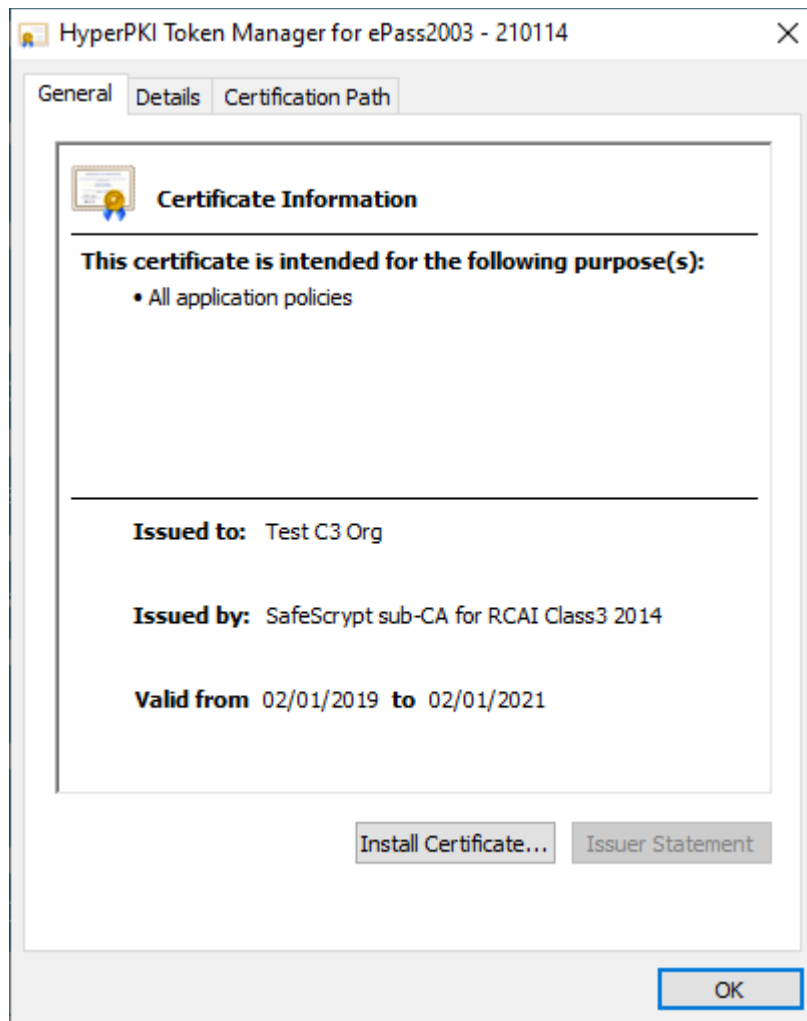 HyperPKI Token Manager for ePass2003 - 210114
General Details Certification Path
Certificate Information
This certificate is intended for the following purpose(s):
• All application policies
Issued to: Test C3 Org
Issued by: SafeScrypt sub-CA for RCAI Class3 2014
Valid from 02/01/2019 to 02/01/2021
Install Certificate... Issuer Statement
OK